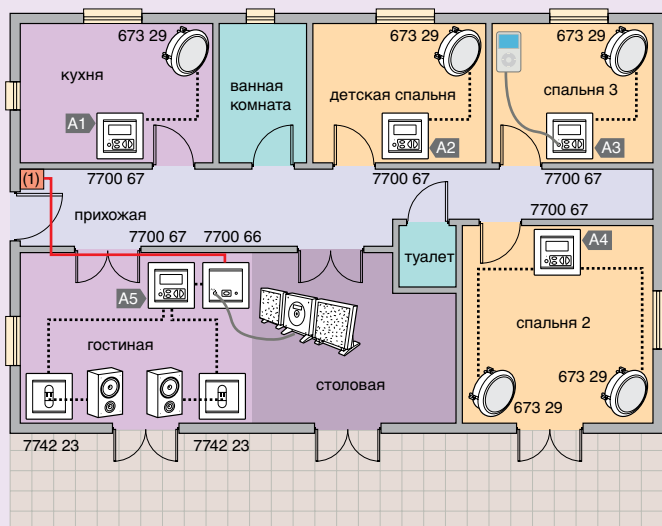 673 29
673 29
673 29
кухня
ванная
комната
детская спальня
спальня 3
A1
A2
A3
(1)
7700 67
7700 67
7700 67
прихожая
7700 67
7700 67
7700 66
A4
туалет
A5
гостиная
спальня 2
столовая
673 29
673 29
7742 23
7742 23